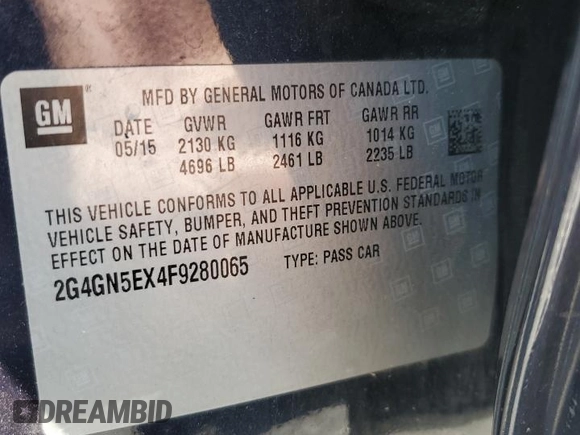 GM
MFD BY GENERAL MOTORS OF CANADA LTD.
DATE GVWR GAWR FRT GAWR RR
05/15 2130 KG 1116 KG 1014 KG
4696 LB 2461 LB 2235 LB
THIS VEHICLE CONFORMS TO ALL APPLICABLE U.S. FEDERAL MOTOR
VEHICLE SAFETY, BUMPER, AND THEFT PREVENTION STANDARDS IN
EFFECT ON THE DATE OF MANUFACTURE SHOWN ABOVE.
2G4GN5EX4F9280065 TYPE: PASS CAR
DREAMBID